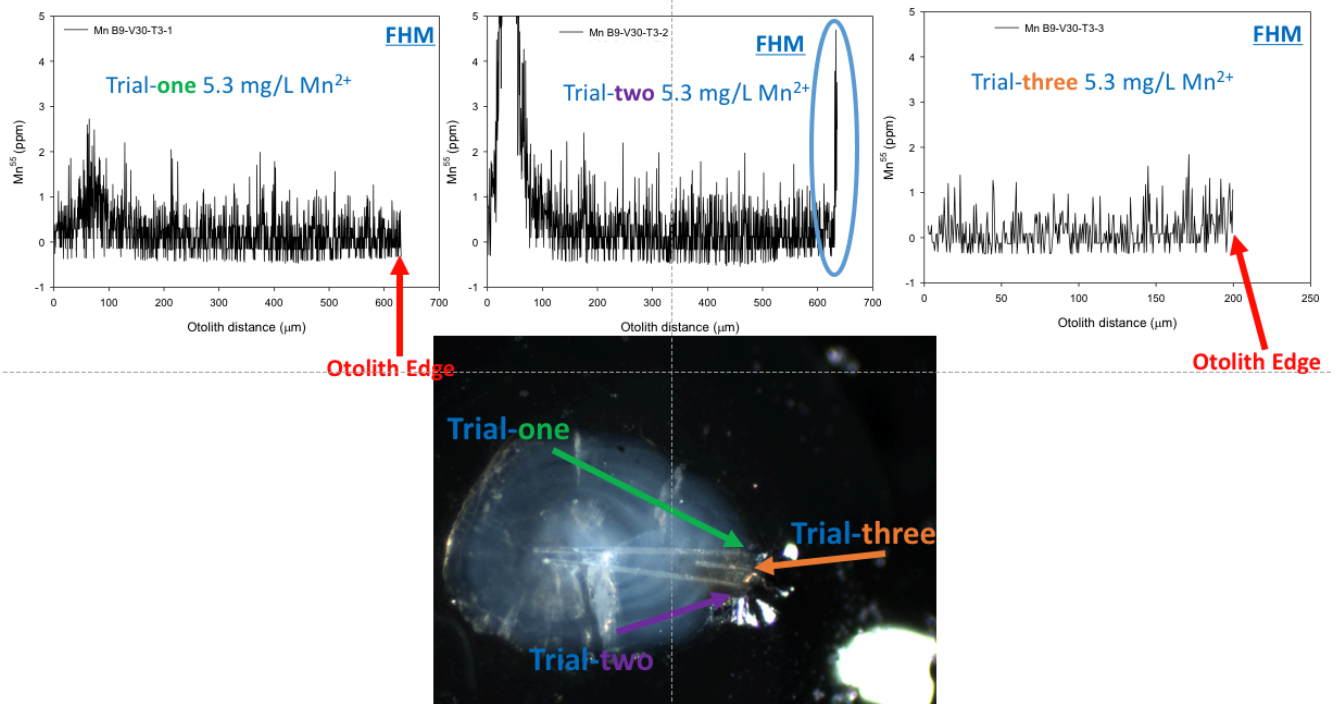 Mn B9-V30-T3-1
FHM
Trial-one 5.3 mg/L Mn²⁺
Mn⁵⁵ (ppm)
5
4
3
2
1
0
-1
0 100 200 300 400 500 600 700
Otolith distance (μm)
Otolith Edge
Mn B9-V30-T3-2
FHM
Trial-two 5.3 mg/L Mn²⁺
Mn⁵⁵ (ppm)
5
4
3
2
1
0
-1
0 100 200 300 400 500 600 700
Otolith distance (μm)
Mn B9-V30-T3-3
FHM
Trial-three 5.3 mg/L Mn²⁺
Mn⁵⁵ (ppm)
5
4
3
2
1
0
-1
0 50 100 150 200 250
Otolith distance (μm)
Otolith Edge
Trial-one
Trial-three
Trial-two